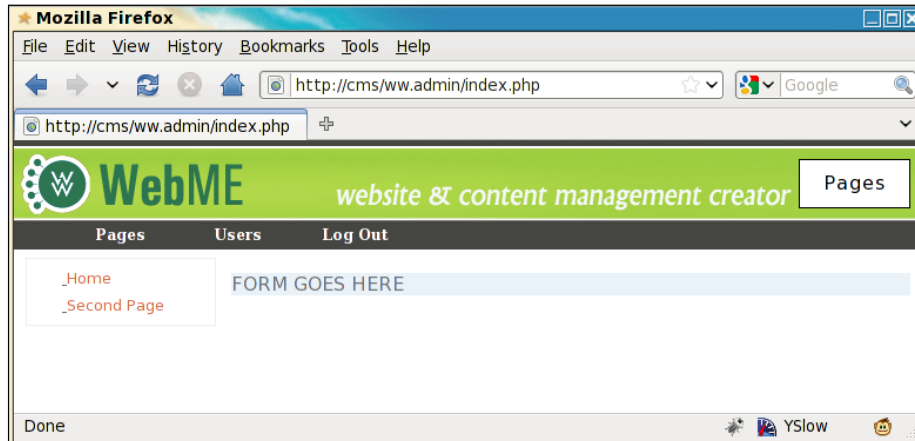 Mozilla Firefox
File Edit View History Bookmarks Tools Help
http://cms/ww.admin/index.php Google
http://cms/ww.admin/index.php
W WebME website & content management creator Pages
Pages Users Log Out
Home
Second Page
FORM GOES HERE
Done YSlow